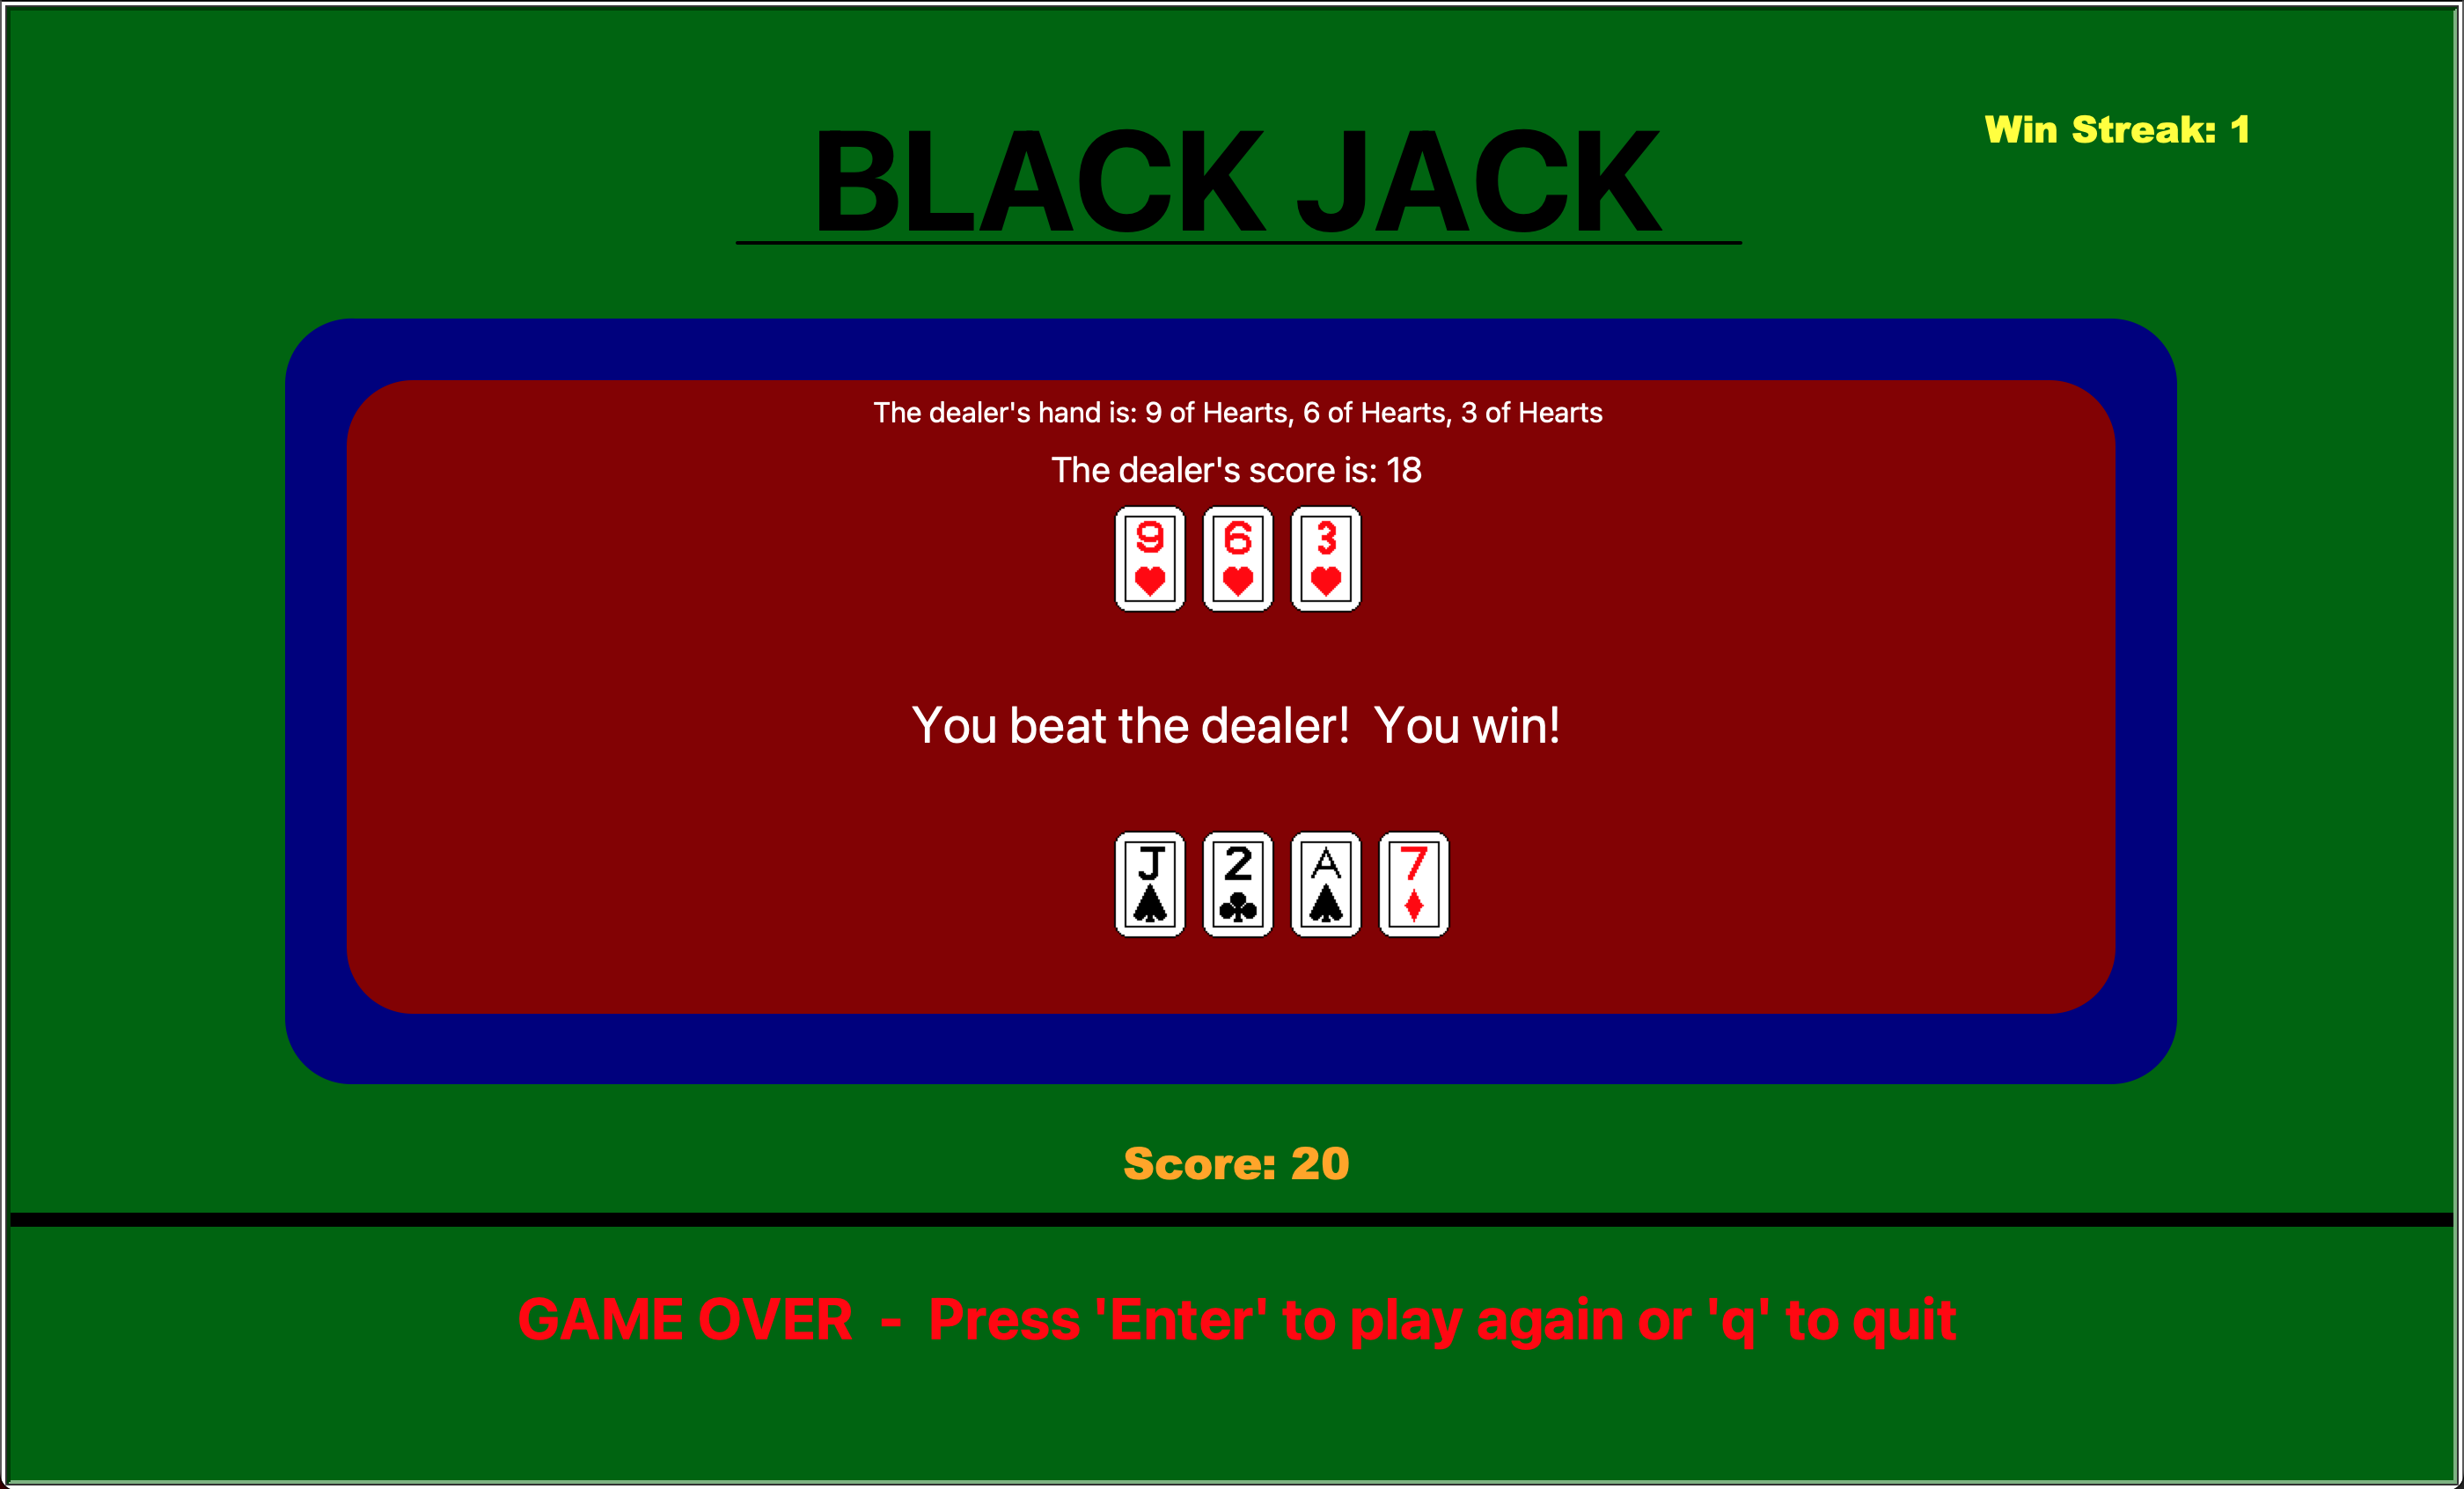 Win Streak: 1
BLACK JACK
The dealer's hand is: 9 of Hearts, 6 of Hearts, 3 of Hearts
The dealer's score is: 18
9 6 3
You beat the dealer!  You win!
J 2 A 7
Score: 20
GAME OVER  -  Press 'Enter' to play again or 'q' to quit